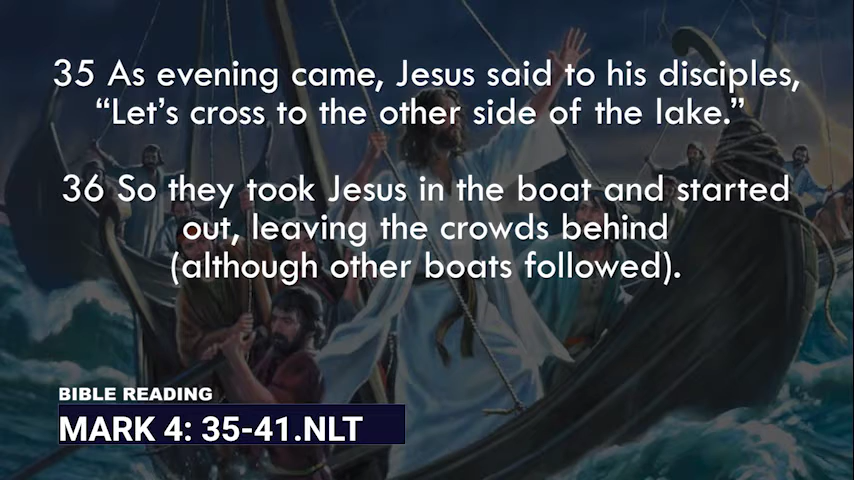 35 As evening came, Jesus said to his disciples,
“Let’s cross to the other side of the lake.”
36 So they took Jesus in the boat and started
out, leaving the crowds behind
(although other boats followed).
BIBLE READING
MARK 4: 35-41.NLT